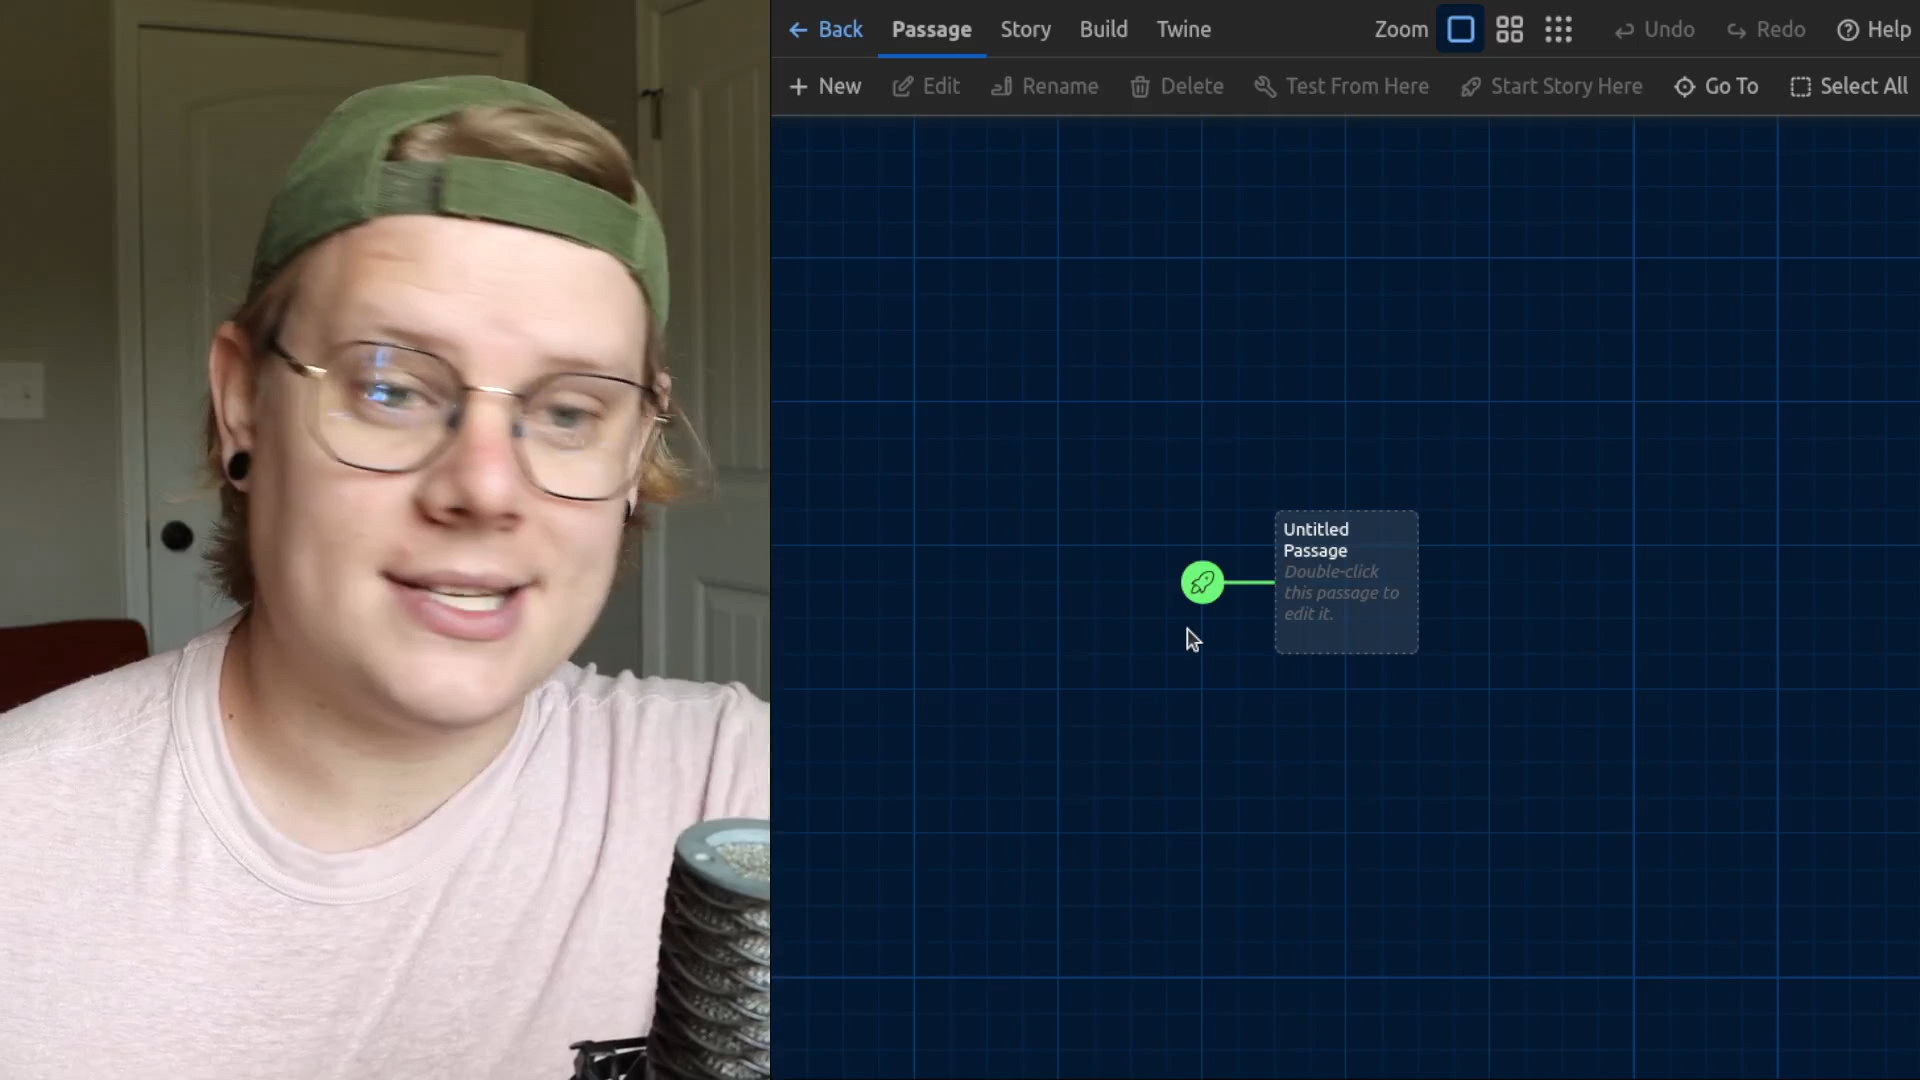 Back Passage Story Build Twine Zoom Undo Redo Help
New Edit Rename Delete Test From Here Start Story Here Go To Select All
Untitled
Passage
Double-click
this passage to
edit it.